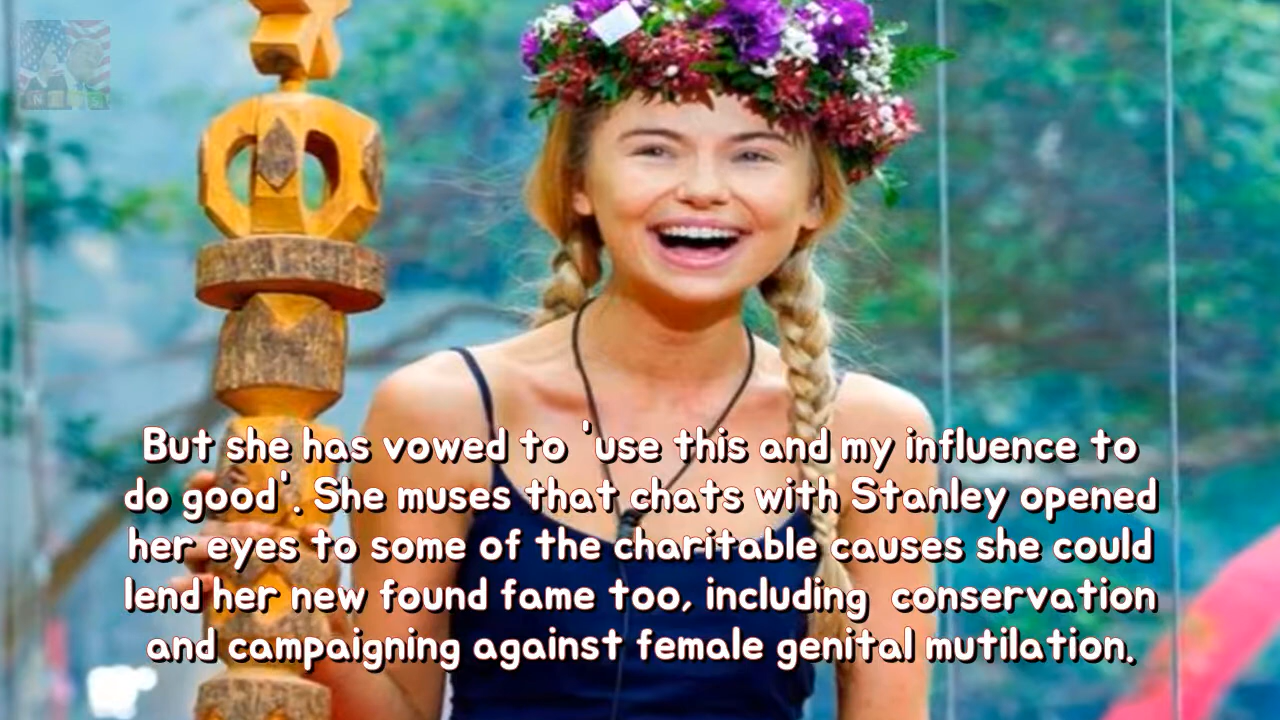 But she has vowed to 'use this and my influence to
do good'. She muses that chats with Stanley opened
her eyes to some of the charitable causes she could
lend her new found fame too, including  conservation
and campaigning against female genital mutilation.
NEWS